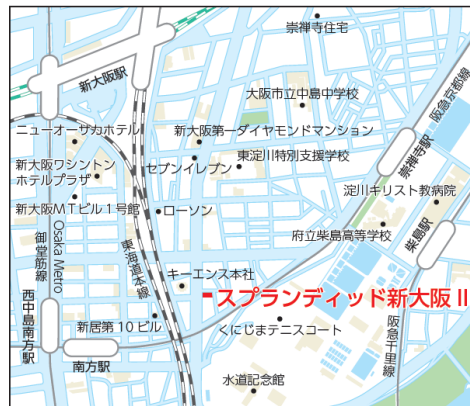 崇禅寺住宅
新大阪駅
大阪市立中島中学校
阪急京都線
ニューオーサカホテル
新大阪第一ダイヤモンドマンション
崇禅寺駅
新大阪ワシントン
ホテルプラザ
セブンイレブン
東淀川特別支援学校
淀川キリスト教病院
新大阪MTビル1号館
ローソン
府立柴島高等学校
柴島駅
御堂筋線
Osaka Metro
東海道本線
キーエンス本社
スプランディッド新大阪Ⅱ
西中島南方駅
新居第10ビル
くにじまテニスコート
阪急千里線
南方駅
水道記念館